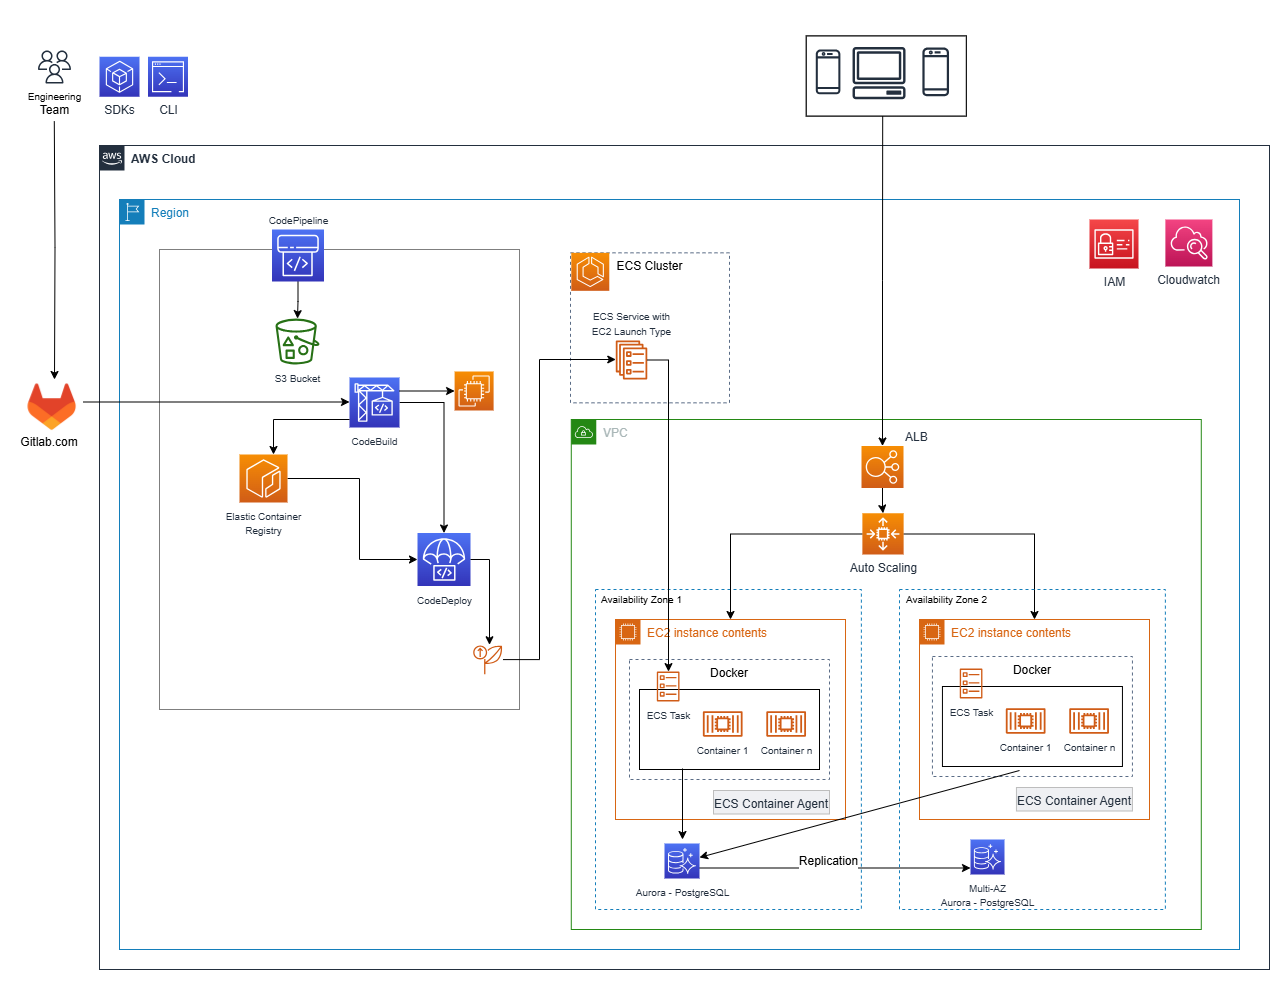 Engineering
Team
SDKs
CLI
aws
AWS Cloud
Region
CodePipeline
S3 Bucket
CodeBuild
Gitlab.com
Elastic Container
Registry
CodeDeploy
ECS Cluster
ECS Service with
EC2 Launch Type
IAM
Cloudwatch
VPC
ALB
Auto Scaling
Availability Zone 1
EC2 instance contents
Docker
ECS Task
Container 1
Container n
ECS Container Agent
Aurora - PostgreSQL
Replication
Availability Zone 2
EC2 instance contents
Docker
ECS Task
Container 1
Container n
ECS Container Agent
Multi-AZ
Aurora - PostgreSQL